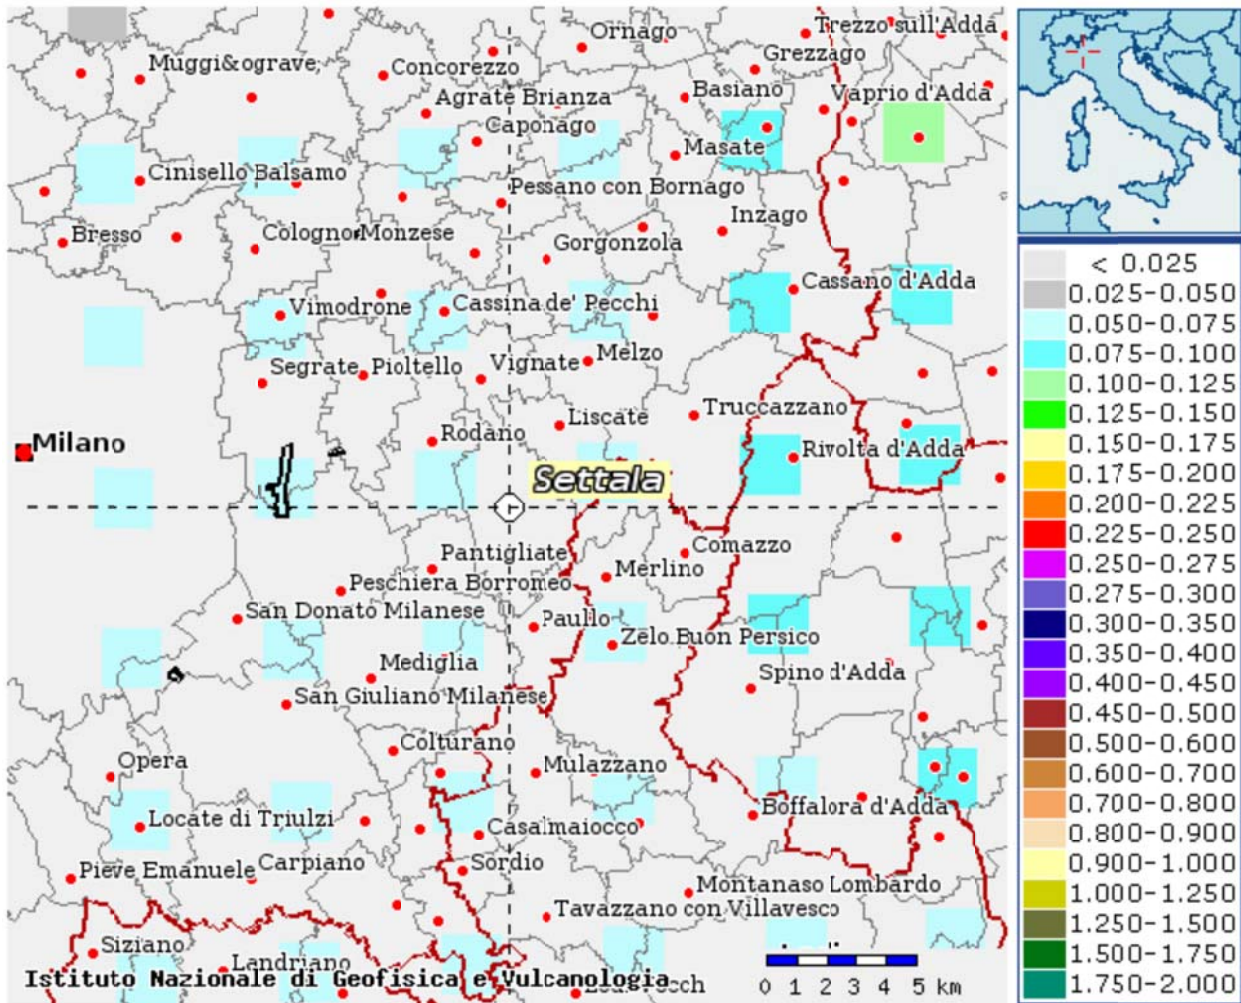 Ornago
Trezzo sull'Adda
Muggi&ograve;
Concorezzo
Grezzago
Agrate Brianza
Basiano
Vaprio d'Adda
Caponago
Masate
Cinisello Balsamo
Pessano con Bornago
Inzago
Bresso
Cologno Monzese
Gorgonzola
Cassano d'Adda
Vimodrone
Cassina de' Pecchi
Segrate
Pioltello
Vignate
Melzo
Liscate
Truccazzano
Milano
Rodano
Rivolta d'Adda
Settala
Pantigliate
Comazzo
Peschiera Borromeo
Merlino
San Donato Milanese
Paullo
Zelo Buon Persico
Mediglia
Spino d'Adda
San Giuliano Milanese
Colturano
Opera
Mulazzano
Locate di Triulzi
Casalmaiocco
Boffalora d'Adda
Pieve Emanuele
Carpiano
Sordio
Montanaso Lombardo
Tavazzano con Villavesco
Siziano
Landriano
Istituto Nazionale di Geofisica e Vulcanologia
0 1 2 3 4 5 km
< 0.025
0.025-0.050
0.050-0.075
0.075-0.100
0.100-0.125
0.125-0.150
0.150-0.175
0.175-0.200
0.200-0.225
0.225-0.250
0.250-0.275
0.275-0.300
0.300-0.350
0.350-0.400
0.400-0.450
0.450-0.500
0.500-0.600
0.600-0.700
0.700-0.800
0.800-0.900
0.900-1.000
1.000-1.250
1.250-1.500
1.500-1.750
1.750-2.000